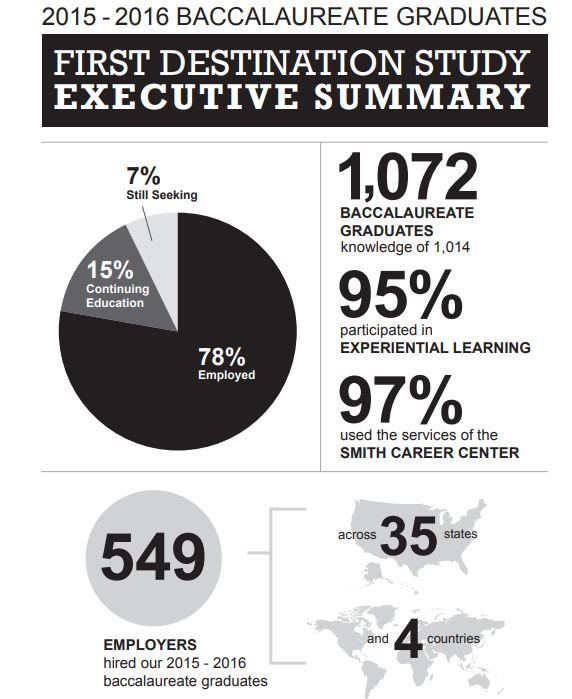 2015 - 2016 BACCALAUREATE GRADUATES
FIRST DESTINATION STUDY
EXECUTIVE SUMMARY
7%
Still Seeking
15%
Continuing
Education
78%
Employed
1,072
BACCALAUREATE
GRADUATES
knowledge of 1,014
95%
participated in
EXPERIENTIAL LEARNING
97%
used the services of the
SMITH CAREER CENTER
549
EMPLOYERS
hired our 2015 - 2016
baccalaureate graduates
across 35 states
and 4 countries